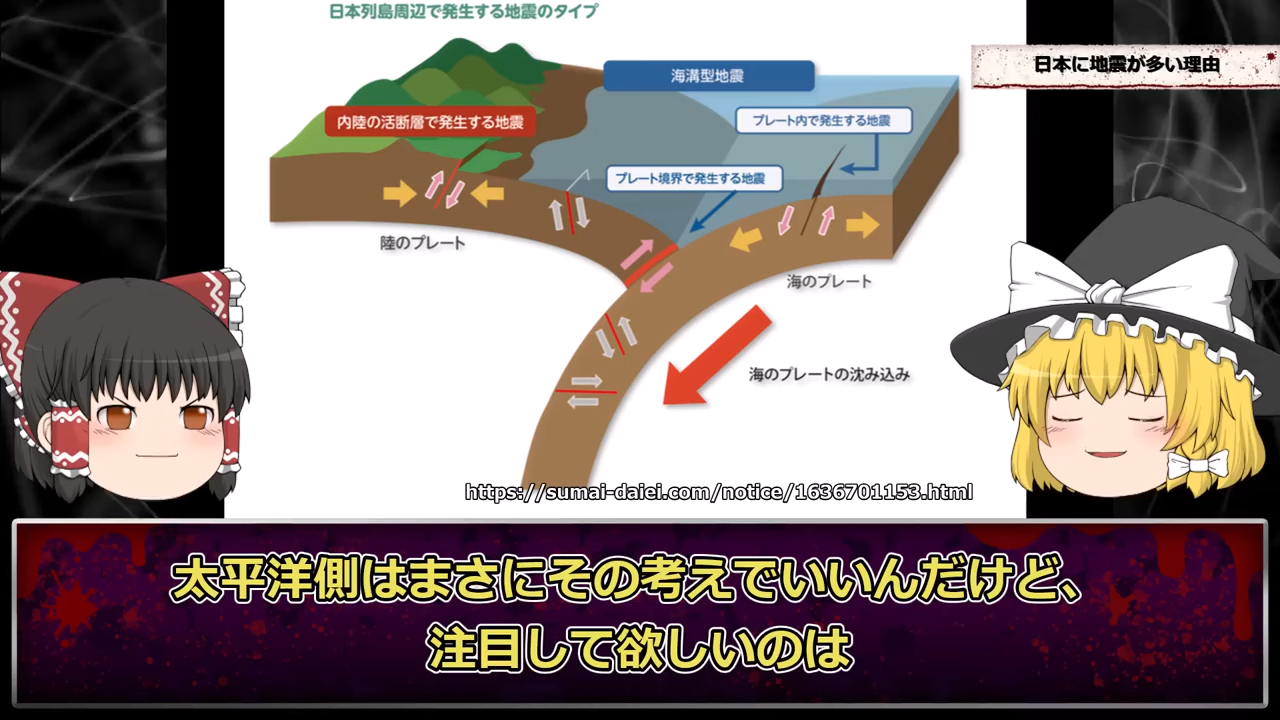 日本列島周辺で発生する地震のタイプ
日本に地震が多い理由
海溝型地震
内陸の活断層で発生する地震
プレート内で発生する地震
プレート境界で発生する地震
陸のプレート
海のプレート
海のプレートの沈み込み
https://sumai-daiei.com/notice/1636701153.html
太平洋側はまさにその考えでいいんだけど、
注目して欲しいのは